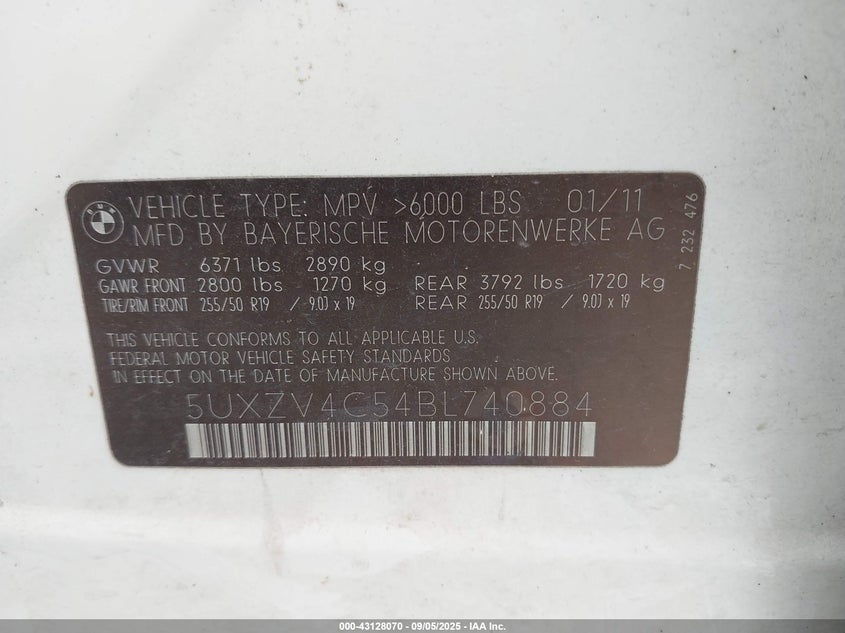 BMW
VEHICLE TYPE: MPV >6000 LBS 01/11
MFD BY BAYERISCHE MOTORENWERKE AG
GVWR 6371 lbs 2890 kg
GAWR FRONT 2800 lbs 1270 kg REAR 3792 lbs 1720 kg
TIRE/RIM FRONT 255/50 R19 / 9.0J x 19 REAR 255/50 R19 / 9.0J x 19
THIS VEHICLE CONFORMS TO ALL APPLICABLE U.S.
FEDERAL MOTOR VEHICLE SAFETY STANDARDS
IN EFFECT ON THE DATE OF MANUFACTURE SHOWN ABOVE.
5UXZV4C54BL740884
7 232 476
000-43128070 - 09/05/2025 - IAA Inc.